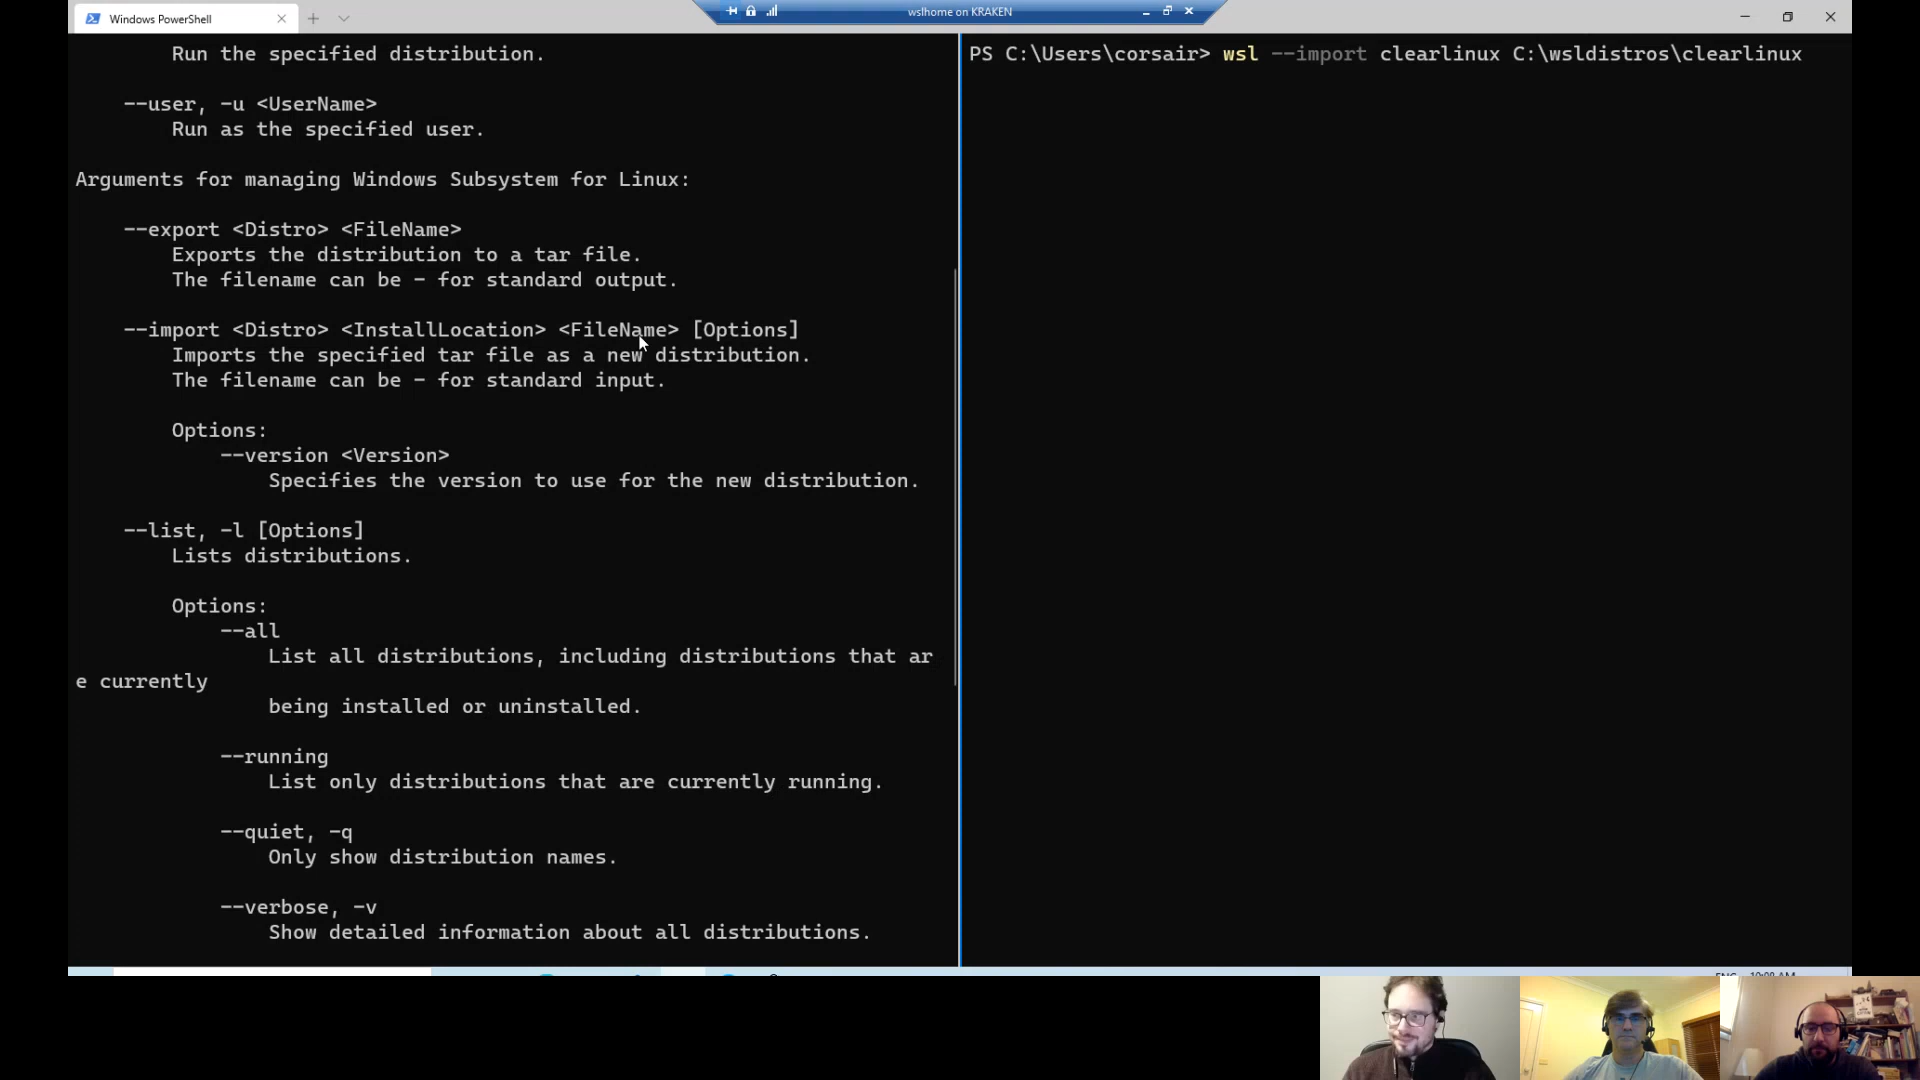 Windows PowerShell
wslhome on KRAKEN
Run the specified distribution.
--user, -u <UserName>
Run as the specified user.
Arguments for managing Windows Subsystem for Linux:
--export <Distro> <FileName>
Exports the distribution to a tar file.
The filename can be - for standard output.
--import <Distro> <InstallLocation> <FileName> [Options]
Imports the specified tar file as a new distribution.
The filename can be - for standard input.
Options:
--version <Version>
Specifies the version to use for the new distribution.
--list, -l [Options]
Lists distributions.
Options:
--all
List all distributions, including distributions that ar
e currently
being installed or uninstalled.
--running
List only distributions that are currently running.
--quiet, -q
Only show distribution names.
--verbose, -v
Show detailed information about all distributions.
PS C:\Users\corsair> wsl --import clearlinux C:\wsldistros\clearlinux